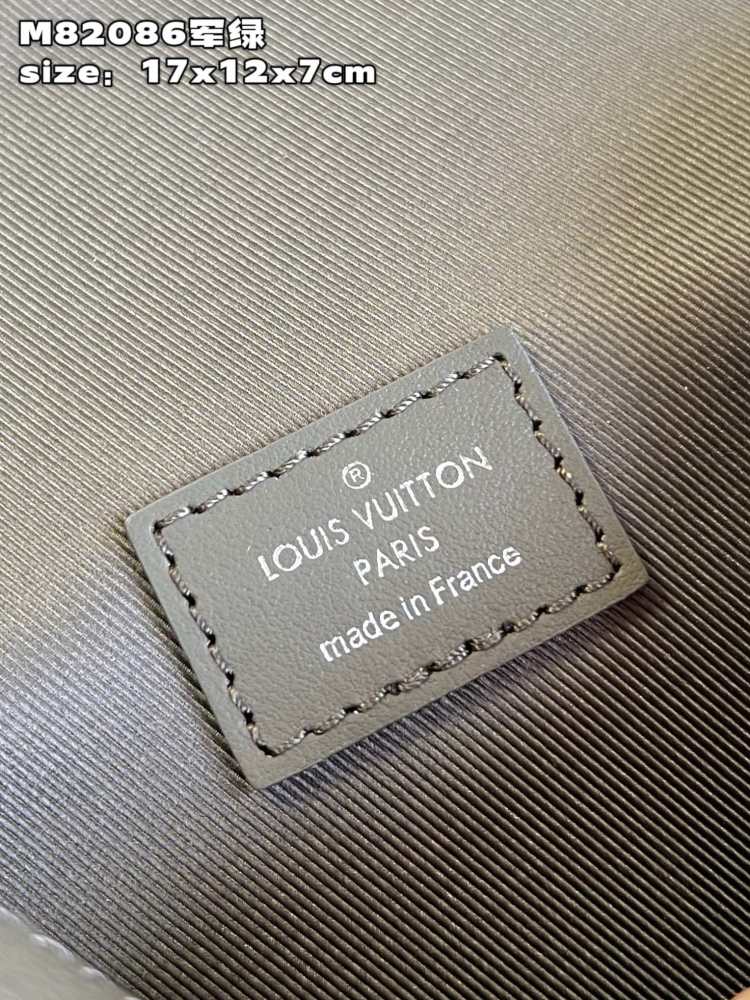 M82086军绿
size：17x12x7cm
®
LOUIS VUITTON
PARIS
made in France